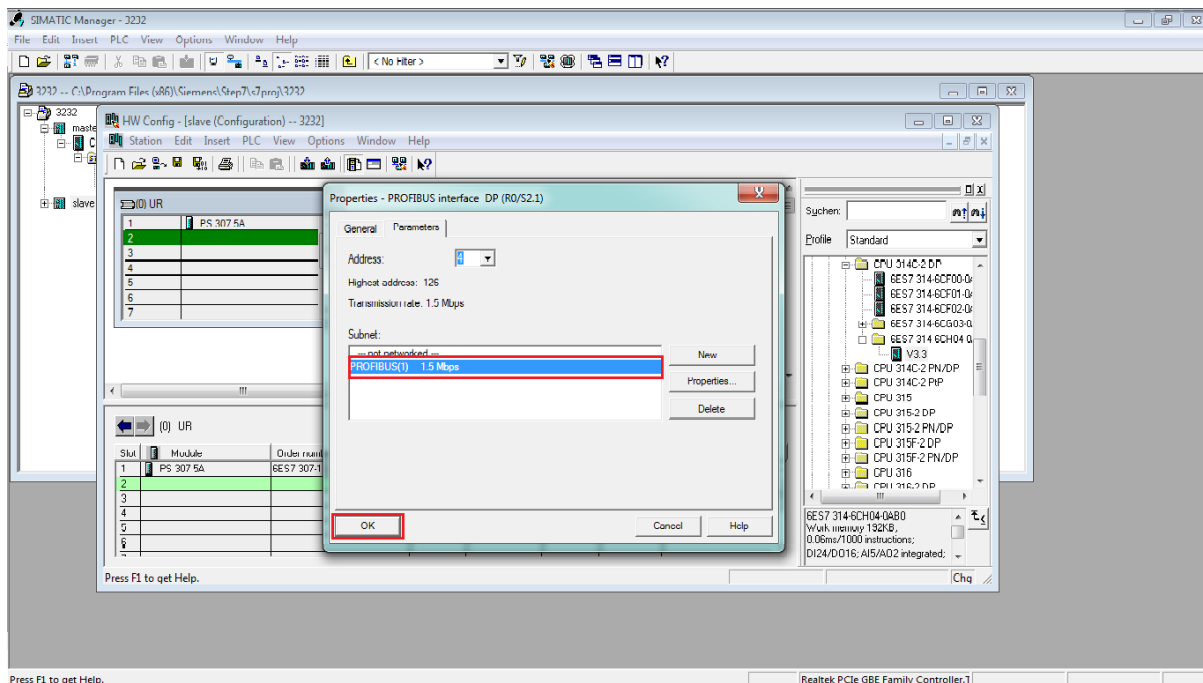 SIMATIC Manager - 3232
File Edit Insert PLC View Options Window Help
< No Filter >
3232 -- C:\Program Files (x86)\Siemens\Step7\s7proj\3232
3232
maste
C
slave
HW Config - [slave (Configuration) -- 3232]
Station Edit Insert PLC View Options Window Help
(0) UR
1 PS 307 5A
2
3
4
5
6
7
Properties - PROFIBUS interface DP (R0/S2.1)
General Parameters
Address: 4
Highest address: 126
Transmission rate: 1.5 Mbps
Subnet:
--- not networked ---
PROFIBUS(1) 1.5 Mbps
New
Properties...
Delete
OK Cancel Help
Suchen:
Profile Standard
CPU 314C-2 DP
6ES7 314-6CF00-0A
6ES7 314-6CF01-0A
6ES7 314-6CF02-0A
6ES7 314-6CG03-0
6ES7 314-6CH04-0
V3.3
CPU 314C-2 PN/DP
CPU 314C-2 PtP
CPU 315
CPU 315-2 DP
CPU 315-2 PN/DP
CPU 315F-2 DP
CPU 315F-2 PN/DP
CPU 316
CPU 316-2 DP
6ES7 314-6CH04-0AB0
Work memory 192KB,
0.06ms/1000 instructions;
DI24/DO16; AI5/AO2 integrated;
(0) UR
Slot Module Order numb
1 PS 307 5A 6ES7 307-1
2
3
4
5
6
Press F1 to get Help.
Chg
Press F1 to get Help.
Realtek PCIe GBE Family Controller.T